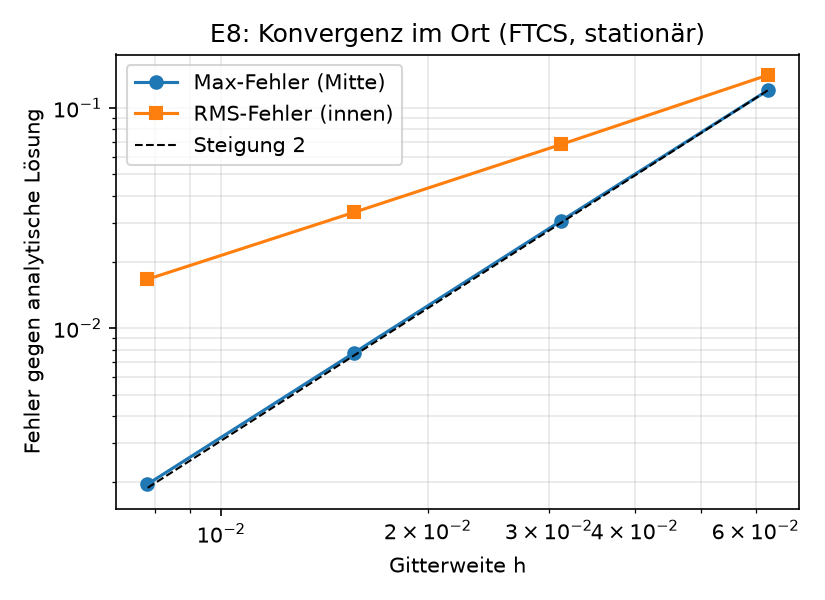 E8: Konvergenz im Ort (FTCS, stationär)
Max-Fehler (Mitte)
RMS-Fehler (innen)
Steigung 2
Fehler gegen analytische Lösung
10⁻¹
10⁻²
10⁻²
2 × 10⁻²
3 × 10⁻²
4 × 10⁻²
6 × 10⁻²
Gitterweite h